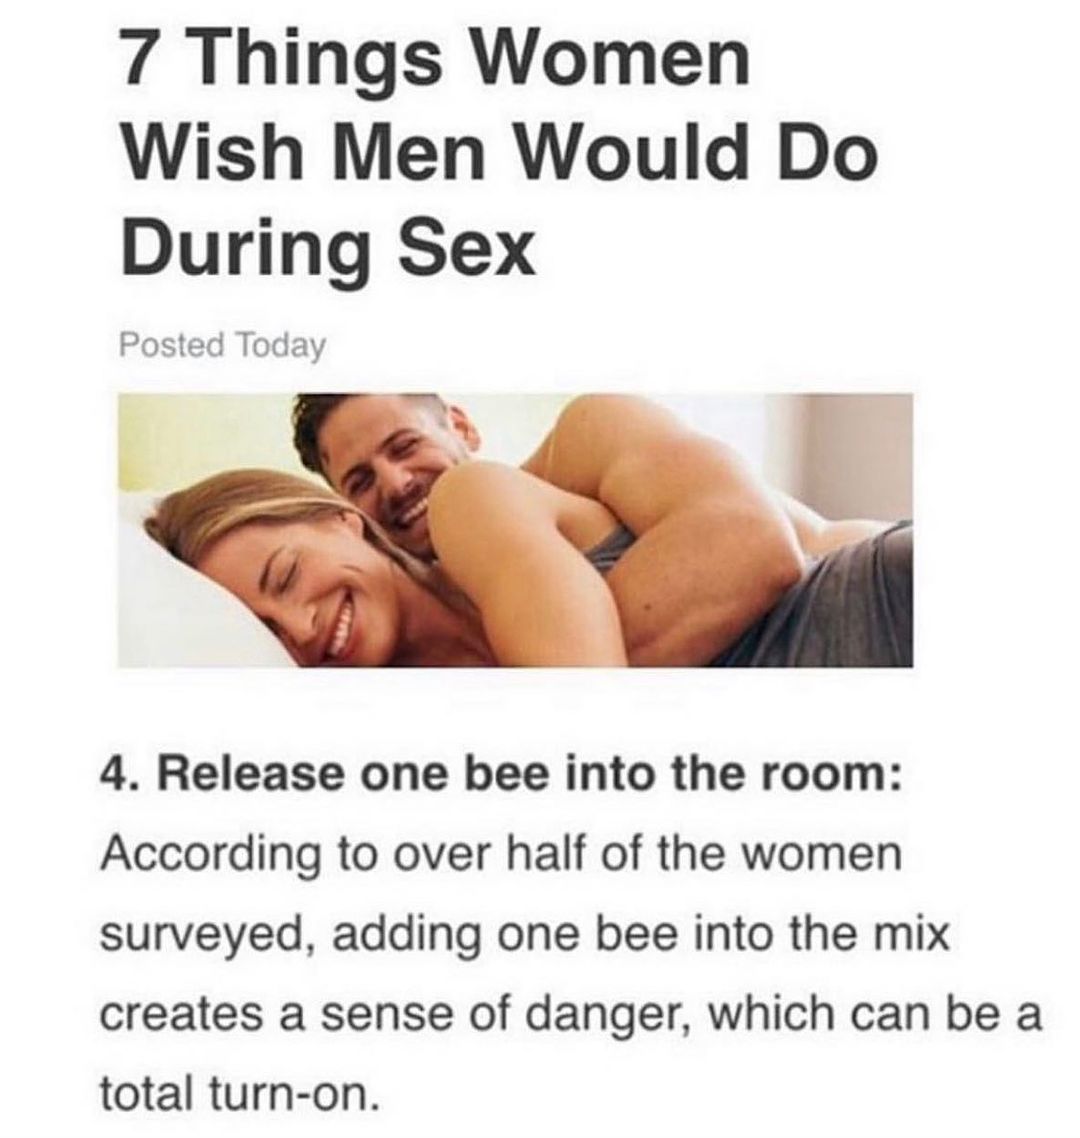 7 Things Women
Wish Men Would Do
During Sex
Posted Today
4. Release one bee into the room:
According to over half of the women
surveyed, adding one bee into the mix
creates a sense of danger, which can be a
total turn-on.